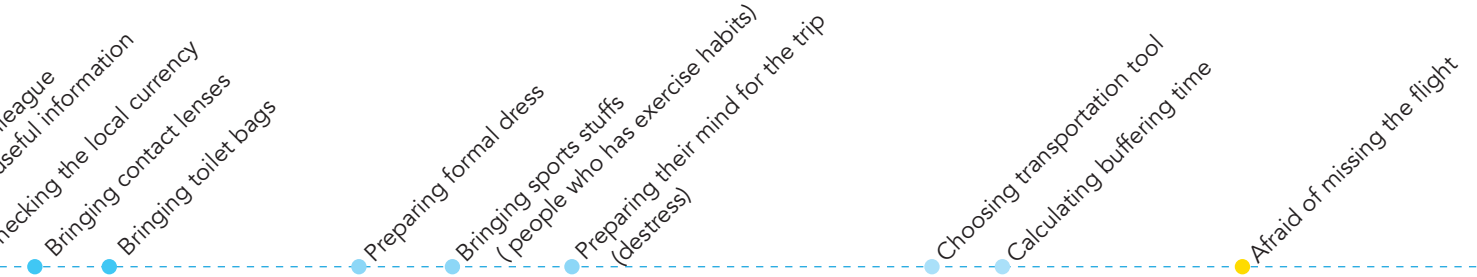 league
useful information
hecking the local currency
Bringing contact lenses
Bringing toilet bags
Preparing formal dress
Bringing sports stuffs
( people who has exercise habits)
Preparing their mind for the trip
(destress)
Choosing transportation tool
Calculating buffering time
Afraid of missing the flight